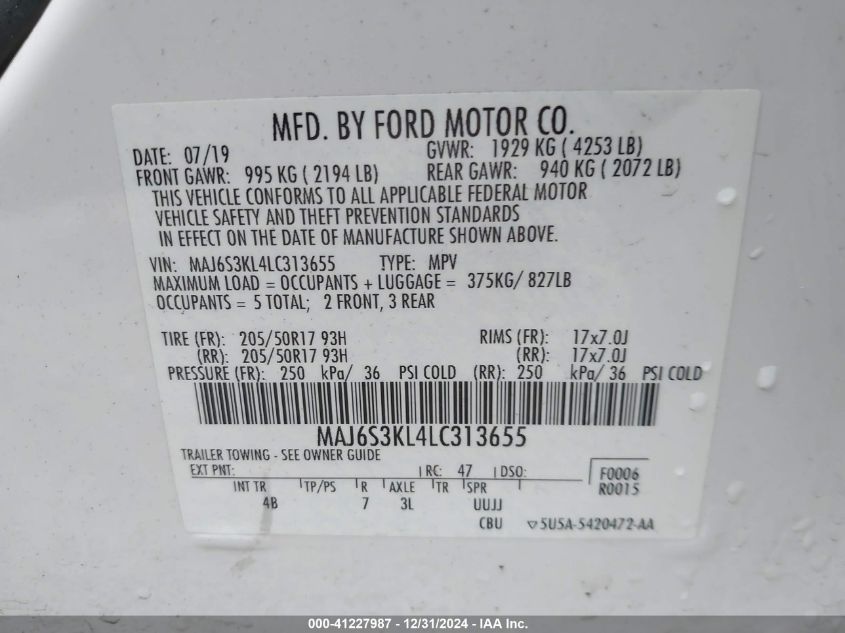 MFD. BY FORD MOTOR CO.
DATE: 07/19 GVWR: 1929 KG ( 4253 LB)
FRONT GAWR: 995 KG ( 2194 LB) REAR GAWR: 940 KG ( 2072 LB)
THIS VEHICLE CONFORMS TO ALL APPLICABLE FEDERAL MOTOR
VEHICLE SAFETY AND THEFT PREVENTION STANDARDS
IN EFFECT ON THE DATE OF MANUFACTURE SHOWN ABOVE.
VIN: MAJ6S3KL4LC313655 TYPE: MPV
MAXIMUM LOAD = OCCUPANTS + LUGGAGE = 375KG/ 827LB
OCCUPANTS = 5 TOTAL; 2 FRONT, 3 REAR
TIRE (FR): 205/50R17 93H RIMS (FR): 17x7.0J
(RR): 205/50R17 93H (RR): 17x7.0J
PRESSURE (FR): 250 kPa/ 36 PSI COLD (RR): 250 kPa/ 36 PSI COLD
MAJ6S3KL4LC313655
TRAILER TOWING - SEE OWNER GUIDE
EXT PNT: RC: 47 DSO: F0006
R0015
INT TR TP/PS R AXLE TR SPR
4B 7 3L UUJJ
CBU ▽5U5A-5420472-AA
000-41227987 - 12/31/2024 - IAA Inc.